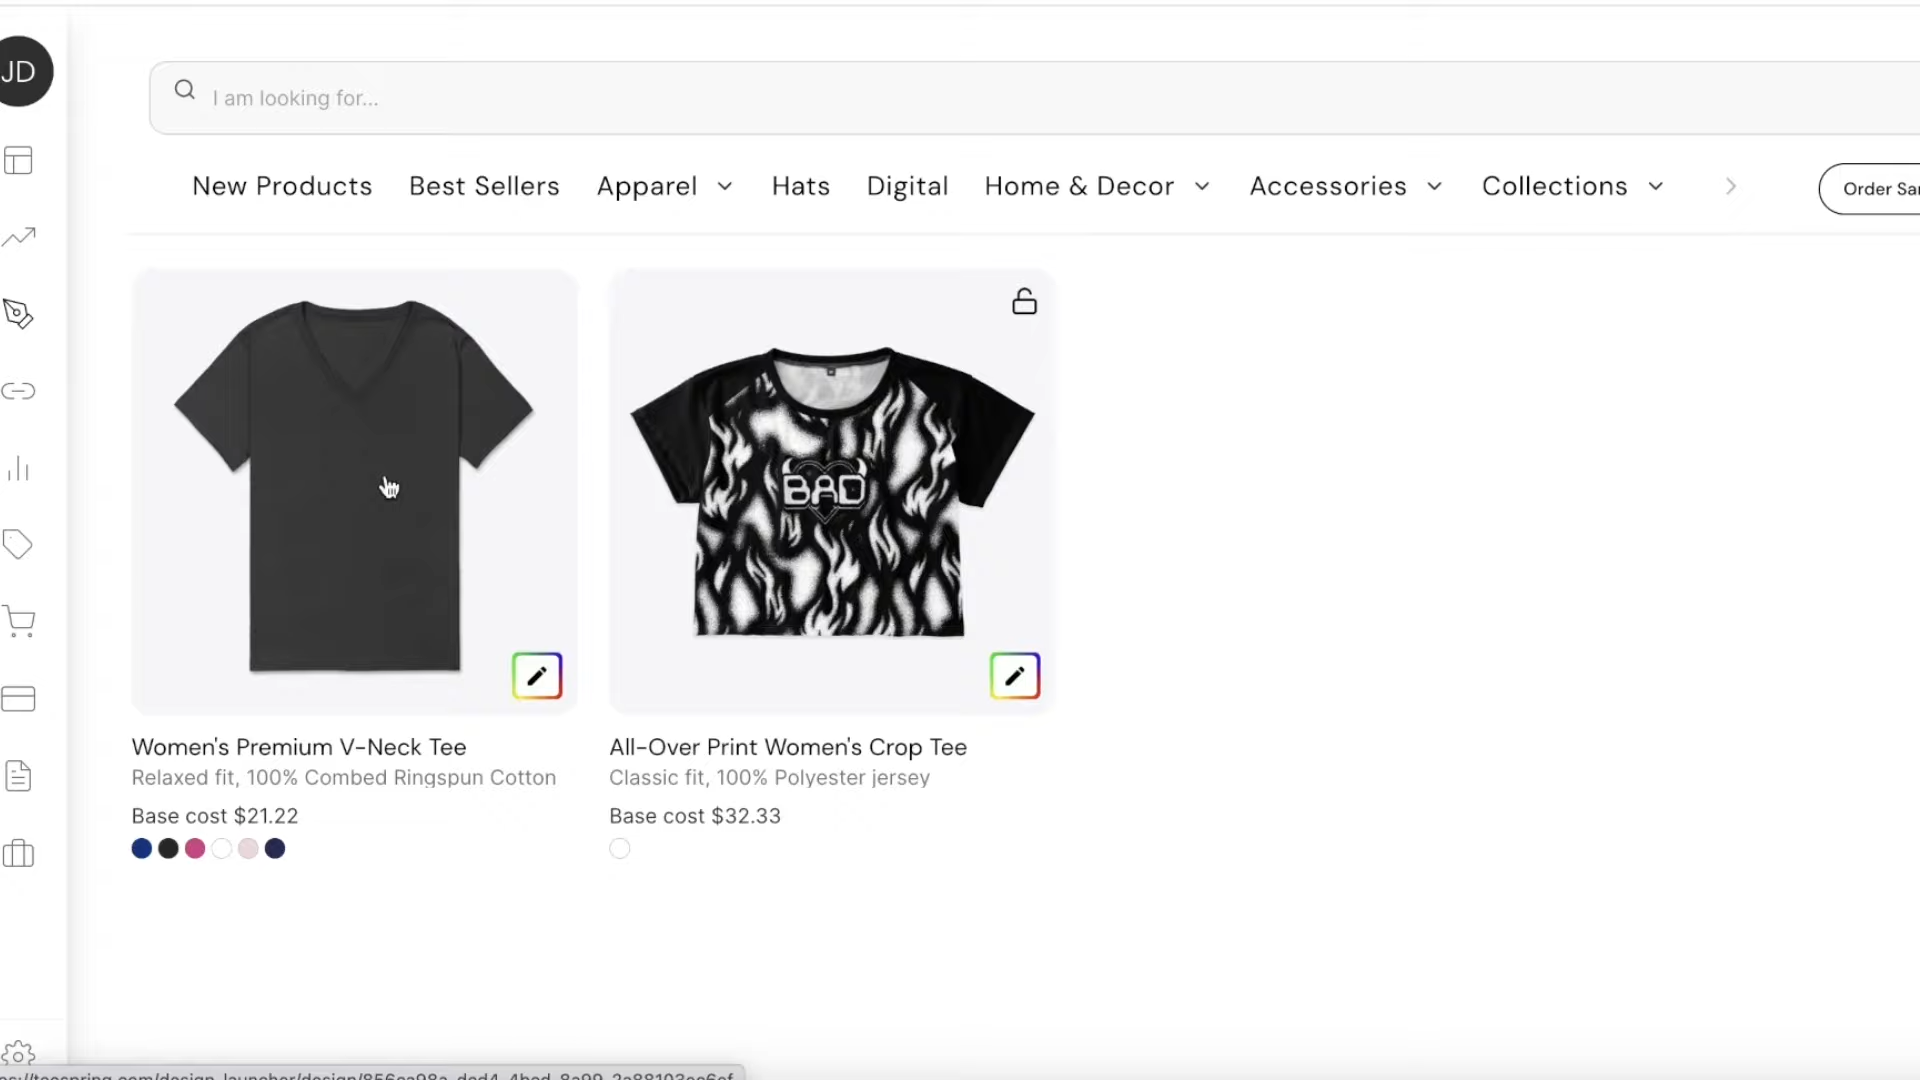 JD
I am looking for...
New Products Best Sellers Apparel Hats Digital Home & Decor Accessories Collections
Order
BAD
Women's Premium V-Neck Tee
Relaxed fit, 100% Combed Ringspun Cotton
Base cost $21.22
All-Over Print Women's Crop Tee
Classic fit, 100% Polyester jersey
Base cost $32.33